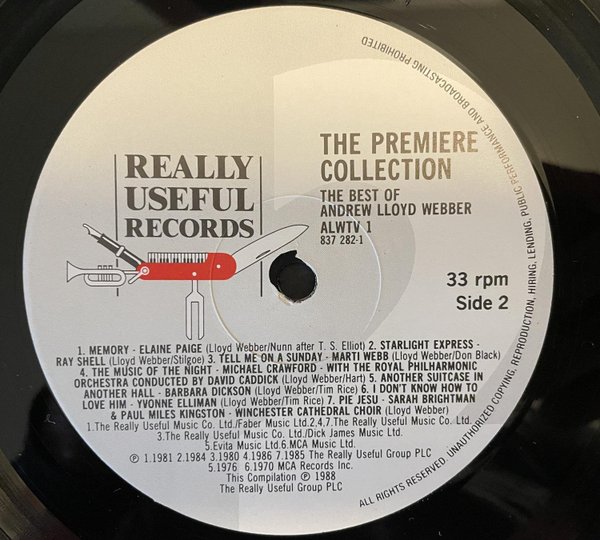 REALLY
USEFUL
RECORDS
THE PREMIERE
COLLECTION
THE BEST OF
ANDREW LLOYD WEBBER
ALWTV 1
837 282-1
33 rpm
Side 2
1. MEMORY - ELAINE PAIGE (Lloyd Webber/Nunn after T. S. Elliot) 2. STARLIGHT EXPRESS -
RAY SHELL (Lloyd Webber/Stilgoe) 3. TELL ME ON A SUNDAY - MARTI WEBB (Lloyd Webber/Don Black)
4. THE MUSIC OF THE NIGHT - MICHAEL CRAWFORD - WITH THE ROYAL PHILHARMONIC
ORCHESTRA CONDUCTED BY DAVID CADDICK (Lloyd Webber/Hart) 5. ANOTHER SUITCASE IN
ANOTHER HALL - BARBARA DICKSON (Lloyd Webber/Tim Rice) 6. I DON'T KNOW HOW TO
LOVE HIM - YVONNE ELLIMAN (Lloyd Webber/Tim Rice) 7. PIE JESU - SARAH BRIGHTMAN
& PAUL MILES KINGSTON - WINCHESTER CATHEDRAL CHOIR (Lloyd Webber)
1.The Really Useful Music Co. Ltd./Faber Music Ltd.2,4,7.The Really Useful Music Co. Ltd.
3.The Really Useful Music Co. Ltd./Dick James Music Ltd.
5.Evita Music Ltd.6.MCA Music Ltd.
℗ 1.1981 2.1984 3.1980 4.1986 7.1985 The Really Useful Group PLC
5.1976 6.1970 MCA Records Inc.
This Compilation ℗ 1988
The Really Useful Group PLC
ALL RIGHTS RESERVED. UNAUTHORIZED COPYING, REPRODUCTION, HIRING, LENDING, PUBLIC PERFORMANCE AND BROADCASTING PROHIBITED